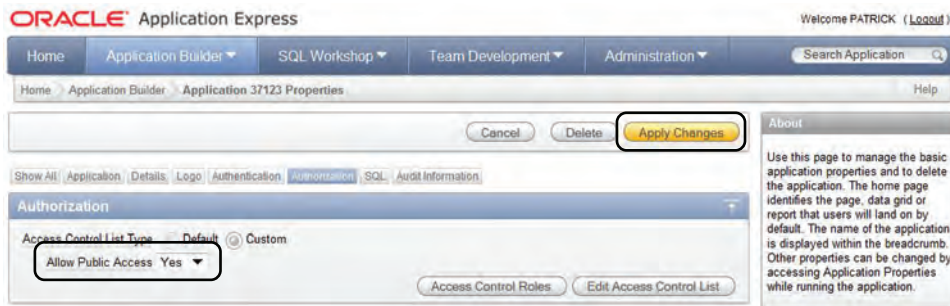 ORACLE Application Express
Welcome PATRICK (Logout)
Home Application Builder SQL Workshop Team Development Administration Search Application
Home Application Builder Application 37123 Properties Help
Cancel Delete Apply Changes
Show All Application Details Logo Authentication Authorization SQL Audit Information
Authorization
Access Control List Type Default Custom
Allow Public Access Yes
Access Control Roles Edit Access Control List
About
Use this page to manage the basic
application properties and to delete
the application. The home page
identifies the page, data grid or
report that users will land on by
default. The name of the application
is displayed within the breadcrumb.
Other properties can be changed by
accessing Application Properties
while running the application.